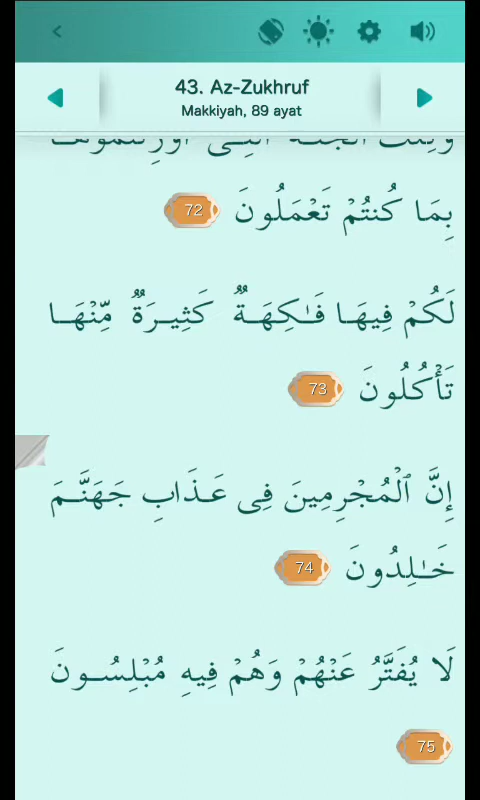 43. Az-Zukhruf
Makkiyah, 89 ayat
بِمَا كُنتُمْ تَعْمَلُونَ 72
لَكُمْ فِيهَا فَـٰكِهَةٌ كَثِيرَةٌ مِّنْهَا
تَأْكُلُونَ 73
إِنَّ ٱلْمُجْرِمِينَ فِى عَذَابِ جَهَنَّمَ
خَـٰلِدُونَ 74
لَا يُفَتَّرُ عَنْهُمْ وَهُمْ فِيهِ مُبْلِسُونَ
75